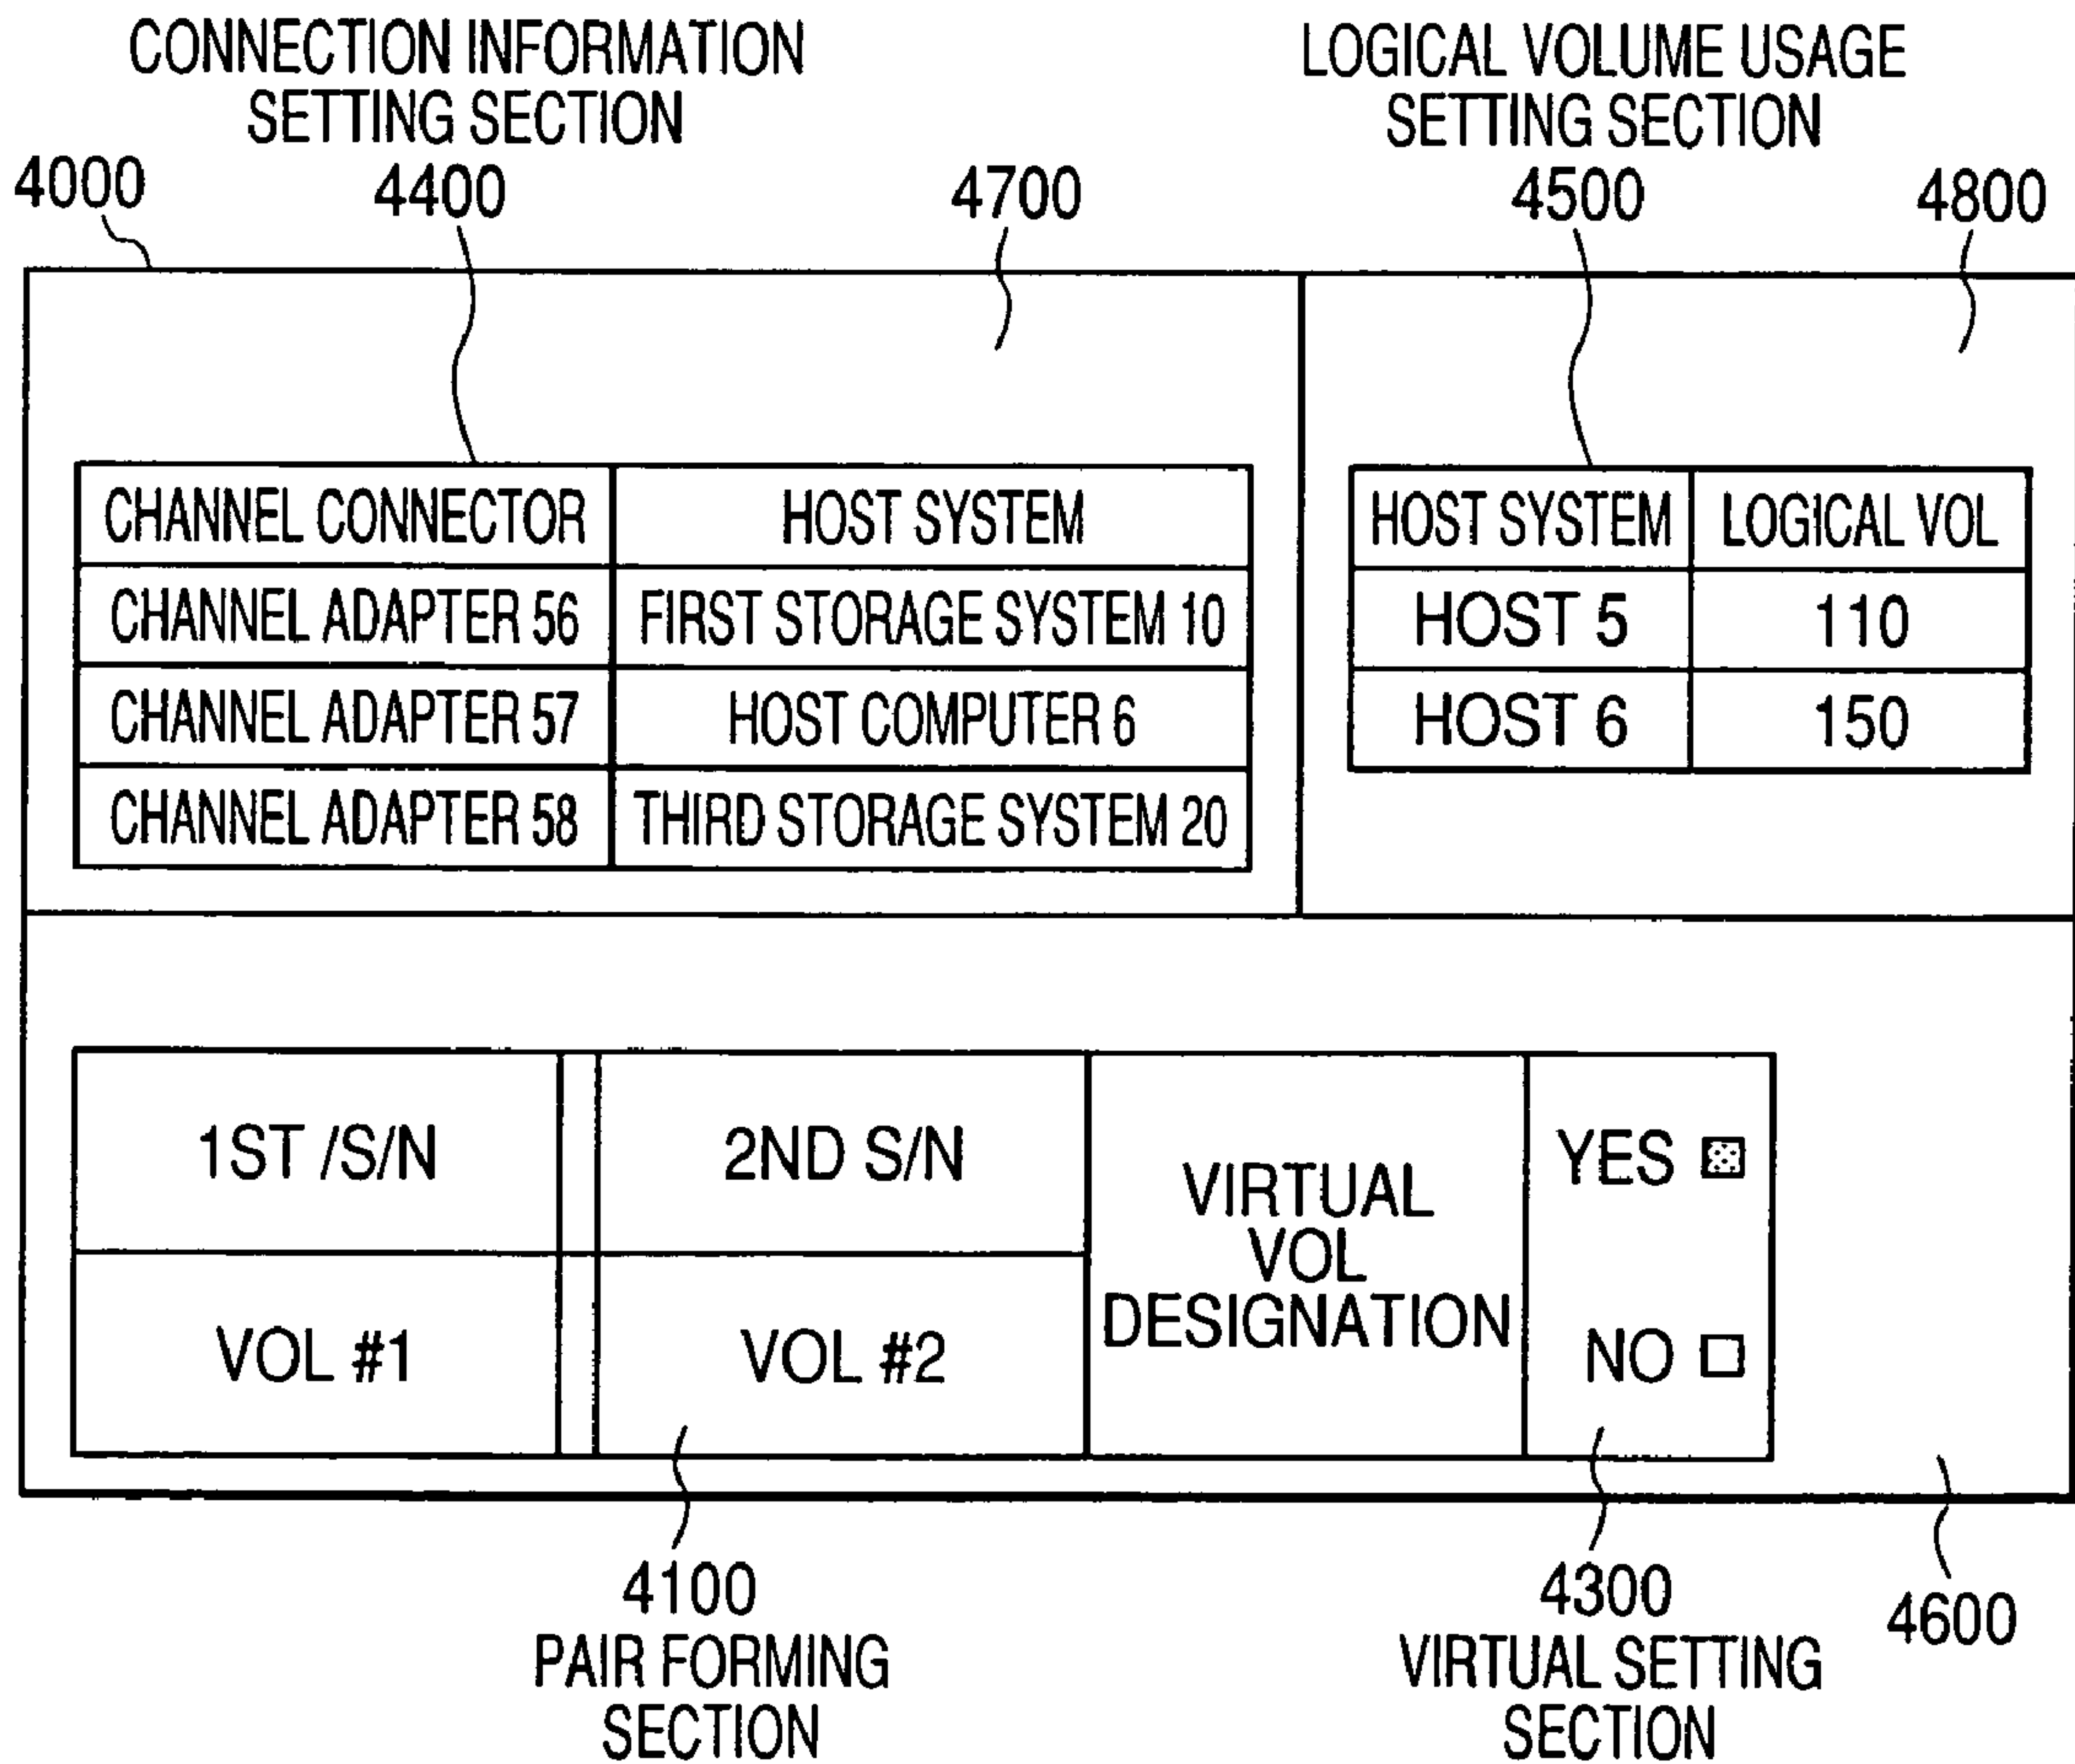 CONNECTION INFORMATION
SETTING SECTION
LOGICAL VOLUME USAGE
SETTING SECTION
4000
4400
4700
4500
4800
CHANNEL CONNECTOR HOST SYSTEM
CHANNEL ADAPTER 56 FIRST STORAGE SYSTEM 10
CHANNEL ADAPTER 57 HOST COMPUTER 6
CHANNEL ADAPTER 58 THIRD STORAGE SYSTEM 20
HOST SYSTEM LOGICAL VOL
HOST 5 110
HOST 6 150
1ST /S/N 2ND S/N
VOL #1 VOL #2
VIRTUAL
VOL
DESIGNATION
YES
NO
4100
PAIR FORMING
SECTION
4300
VIRTUAL SETTING
SECTION
4600